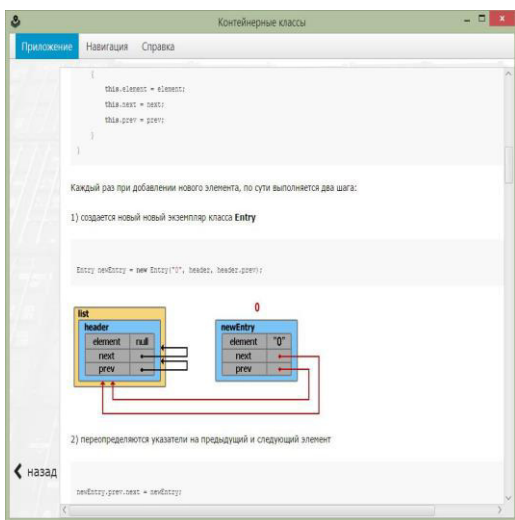 Контейнерные классы
Приложение Навигация Справка
{
this.element = element;
this.next = next;
this.prev = prev;
}
}
Каждый раз при добавлении нового элемента, по сути выполняется два шага:
1) создается новый новый экземпляр класса Entry
Entry newEntry = new Entry("0", header, header.prev);
0
list
header
element null
next
prev
newEntry
element "0"
next
prev
2) переопределяются указатели на предыдущий и следующий элемент
назад
newEntry.prev.next = newEntry;